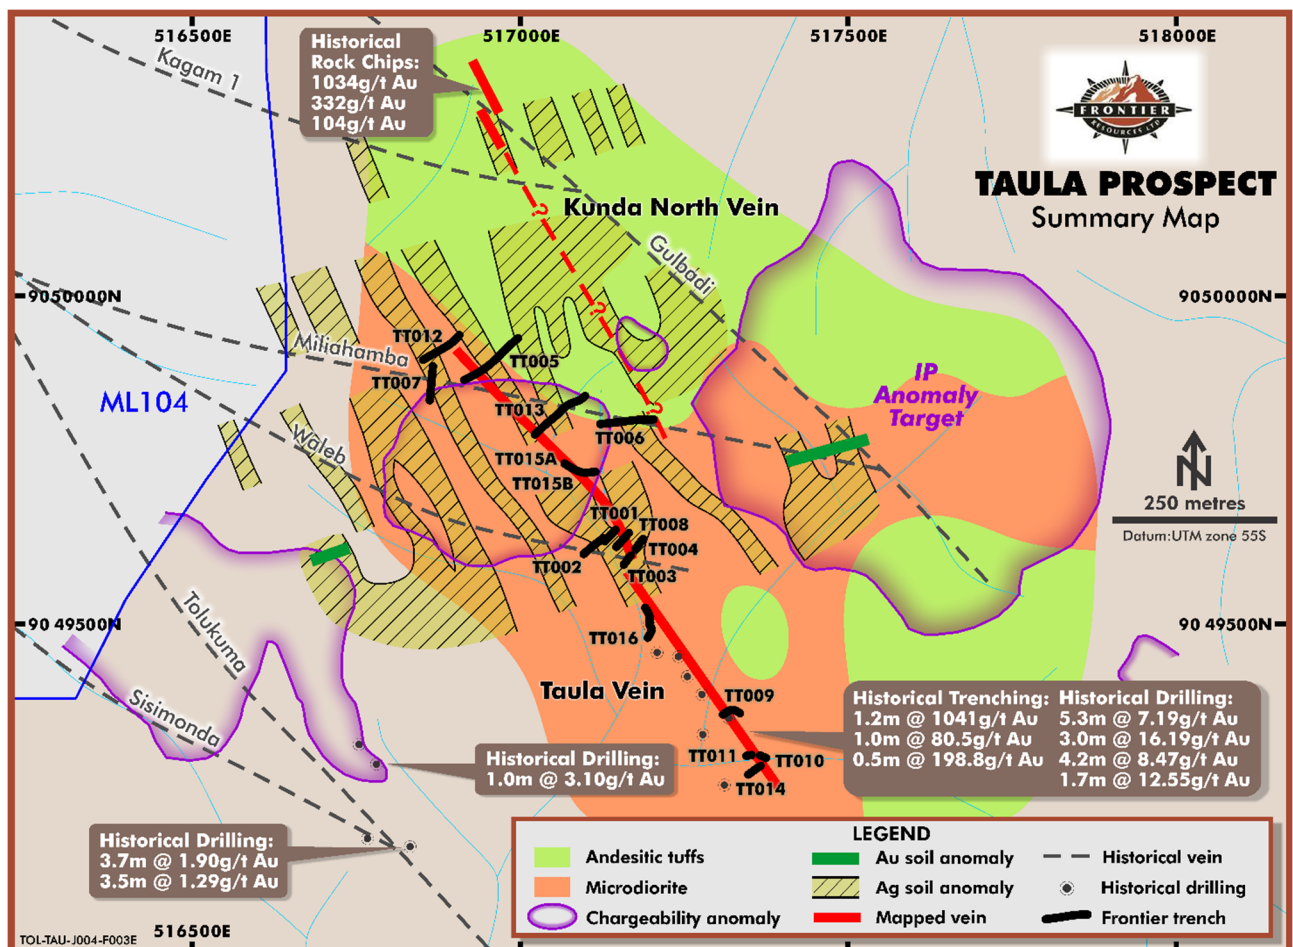 516500E
517000E
517500E
518000E
Kagam 1
Historical
Rock Chips:
1034g/t Au
332g/t Au
104g/t Au
FRONTIER
RESOURCES LTD
TAULA PROSPECT
Summary Map
?
Kunda North Vein
Gulbadi
9050000N
9050000N
?
TT012
Miliahamba
TT005
TT007
IP
Anomaly
Target
ML104
TT013
?
TT006
Waleb
TT015A
TT015B
N
250 metres
Datum:UTM zone 55S
TT001
TT008
TT004
TT002
TT003
9049500N
9049500N
Tolukuma
TT016
Sisimonda
Taula Vein
TT009
Historical Trenching:
1.2m @ 1041g/t Au
1.0m @ 80.5g/t Au
0.5m @ 198.8g/t Au
Historical Drilling:
5.3m @ 7.19g/t Au
3.0m @ 16.19g/t Au
4.2m @ 8.47g/t Au
1.7m @ 12.55g/t Au
TT011
TT010
TT014
Historical Drilling:
1.0m @ 3.10g/t Au
Historical Drilling:
3.7m @ 1.90g/t Au
3.5m @ 1.29g/t Au
LEGEND
Andesitic tuffs
Microdiorite
Chargeability anomaly
Au soil anomaly
Ag soil anomaly
Mapped vein
Historical vein
Historical drilling
Frontier trench
516500E
TOL-TAU-J004-F003E